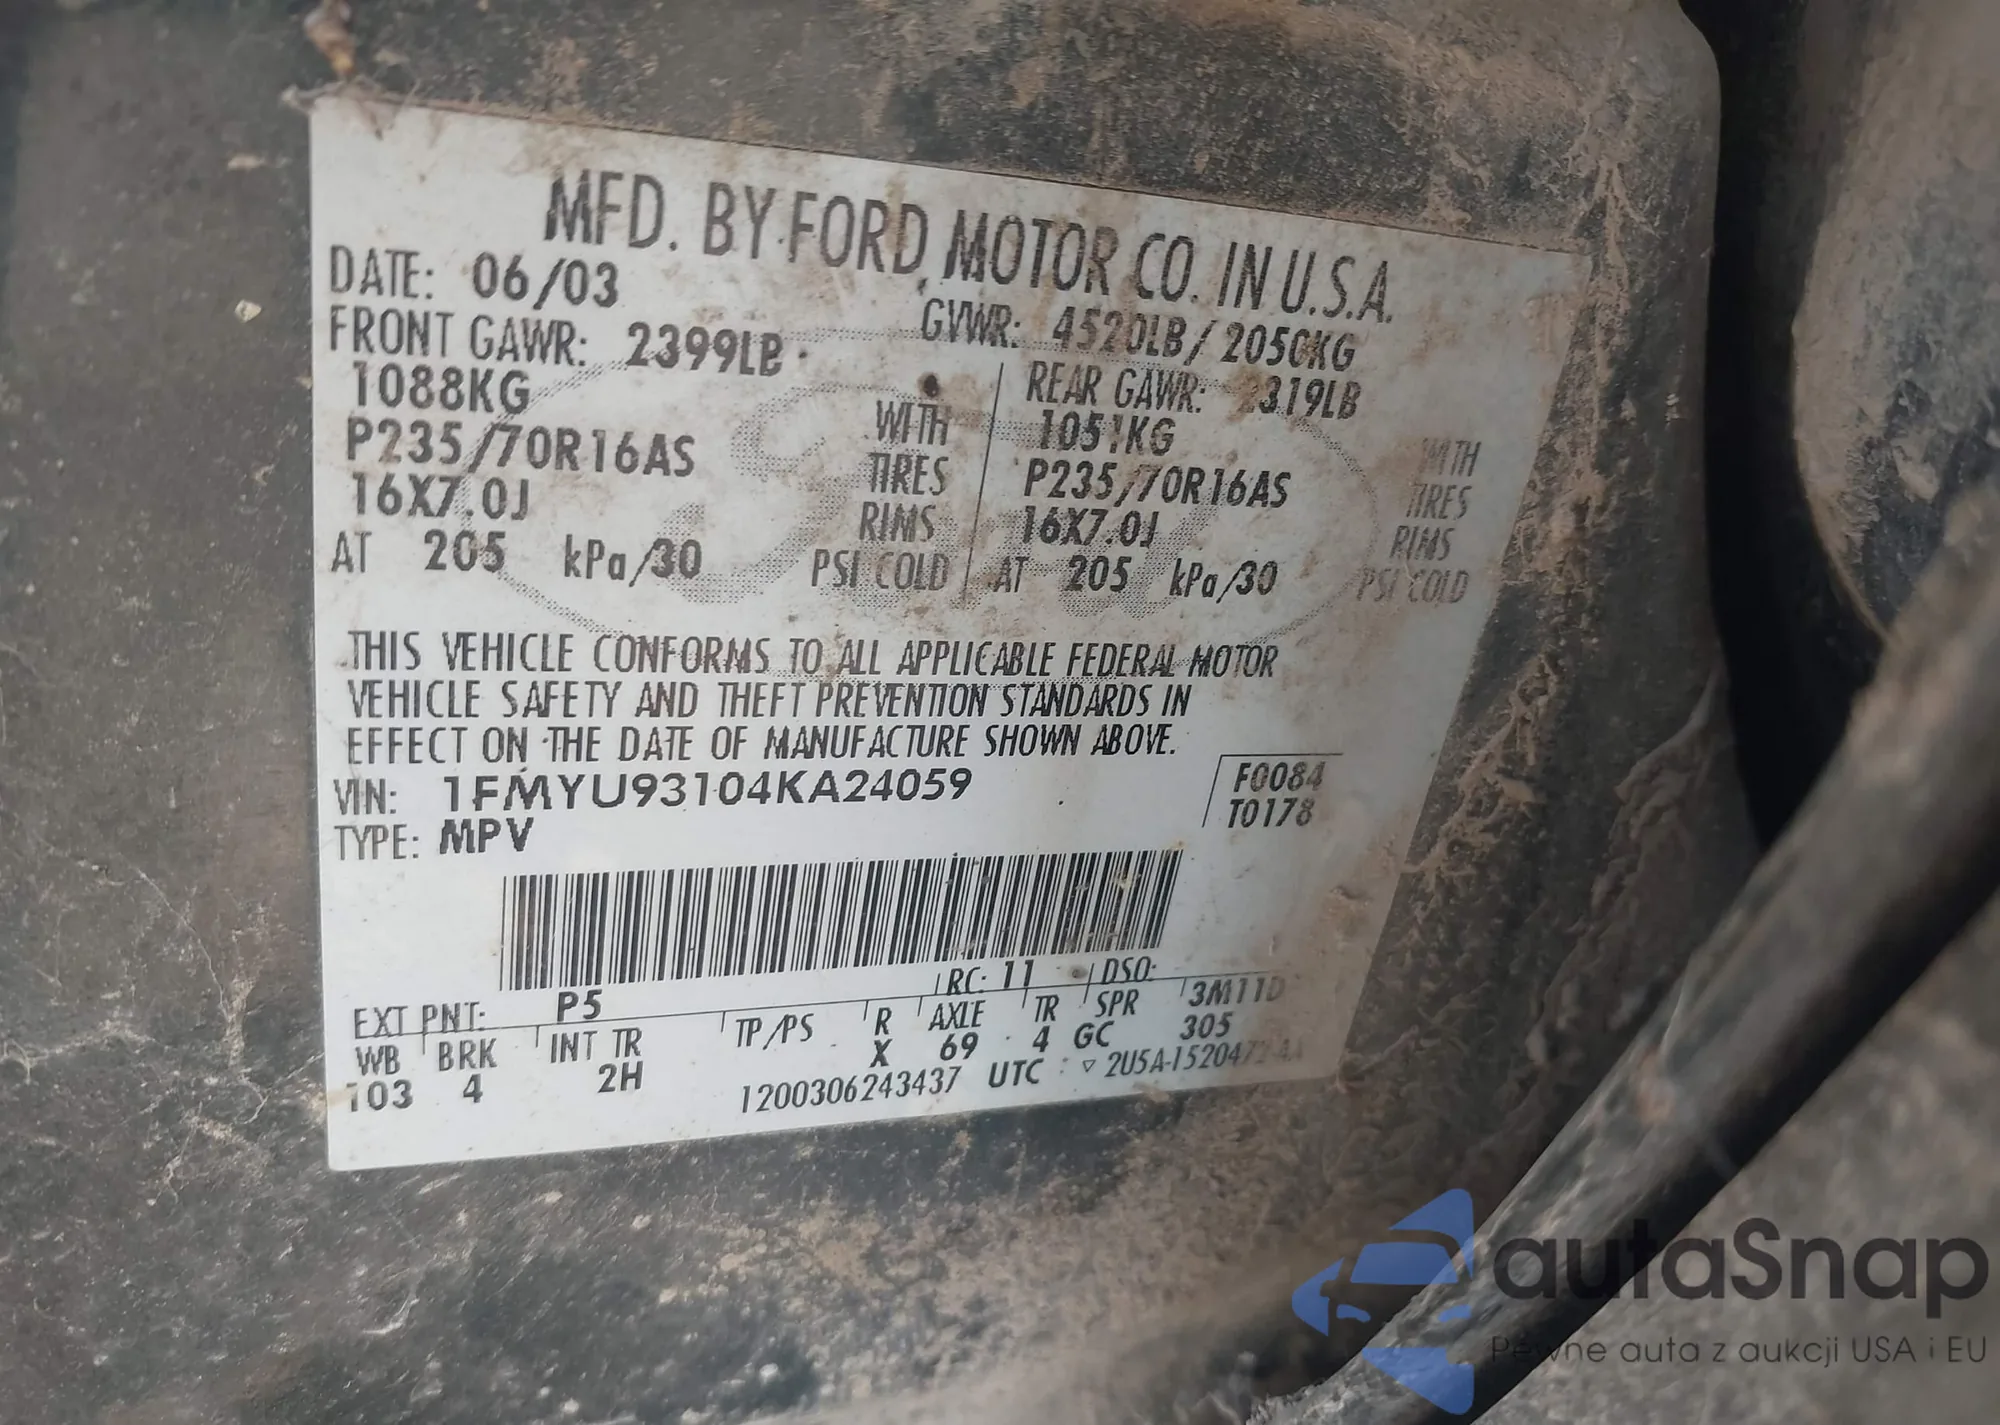 MFD. BY FORD MOTOR CO. IN U.S.A.
DATE: 06/03
GVWR: 4520LB/2050KG
FRONT GAWR: 2399LB
1088KG WITH
P235/70R16AS TIRES
16X7.0J RIMS
AT 205 kPa/30 PSI COLD
REAR GAWR: 2319LB
1051KG WITH
P235/70R16AS TIRES
16X7.0J RIMS
AT 205 kPa/30 PSI COLD
THIS VEHICLE CONFORMS TO ALL APPLICABLE FEDERAL MOTOR
VEHICLE SAFETY AND THEFT PREVENTION STANDARDS IN
EFFECT ON THE DATE OF MANUFACTURE SHOWN ABOVE.
VIN: 1FMYU93104KA24059
TYPE: MPV
F0084
T0178
EXT PNT: P5 RC: 11 DSO:
WB BRK INT TR TP/PS R AXLE TR SPR 3M11D
103 4 2H X 69 4 GC 305
1200306243437 UTC ▽ 2U5A-1520472-AA
autaSnap
Pewne auta z aukcji USA i EU